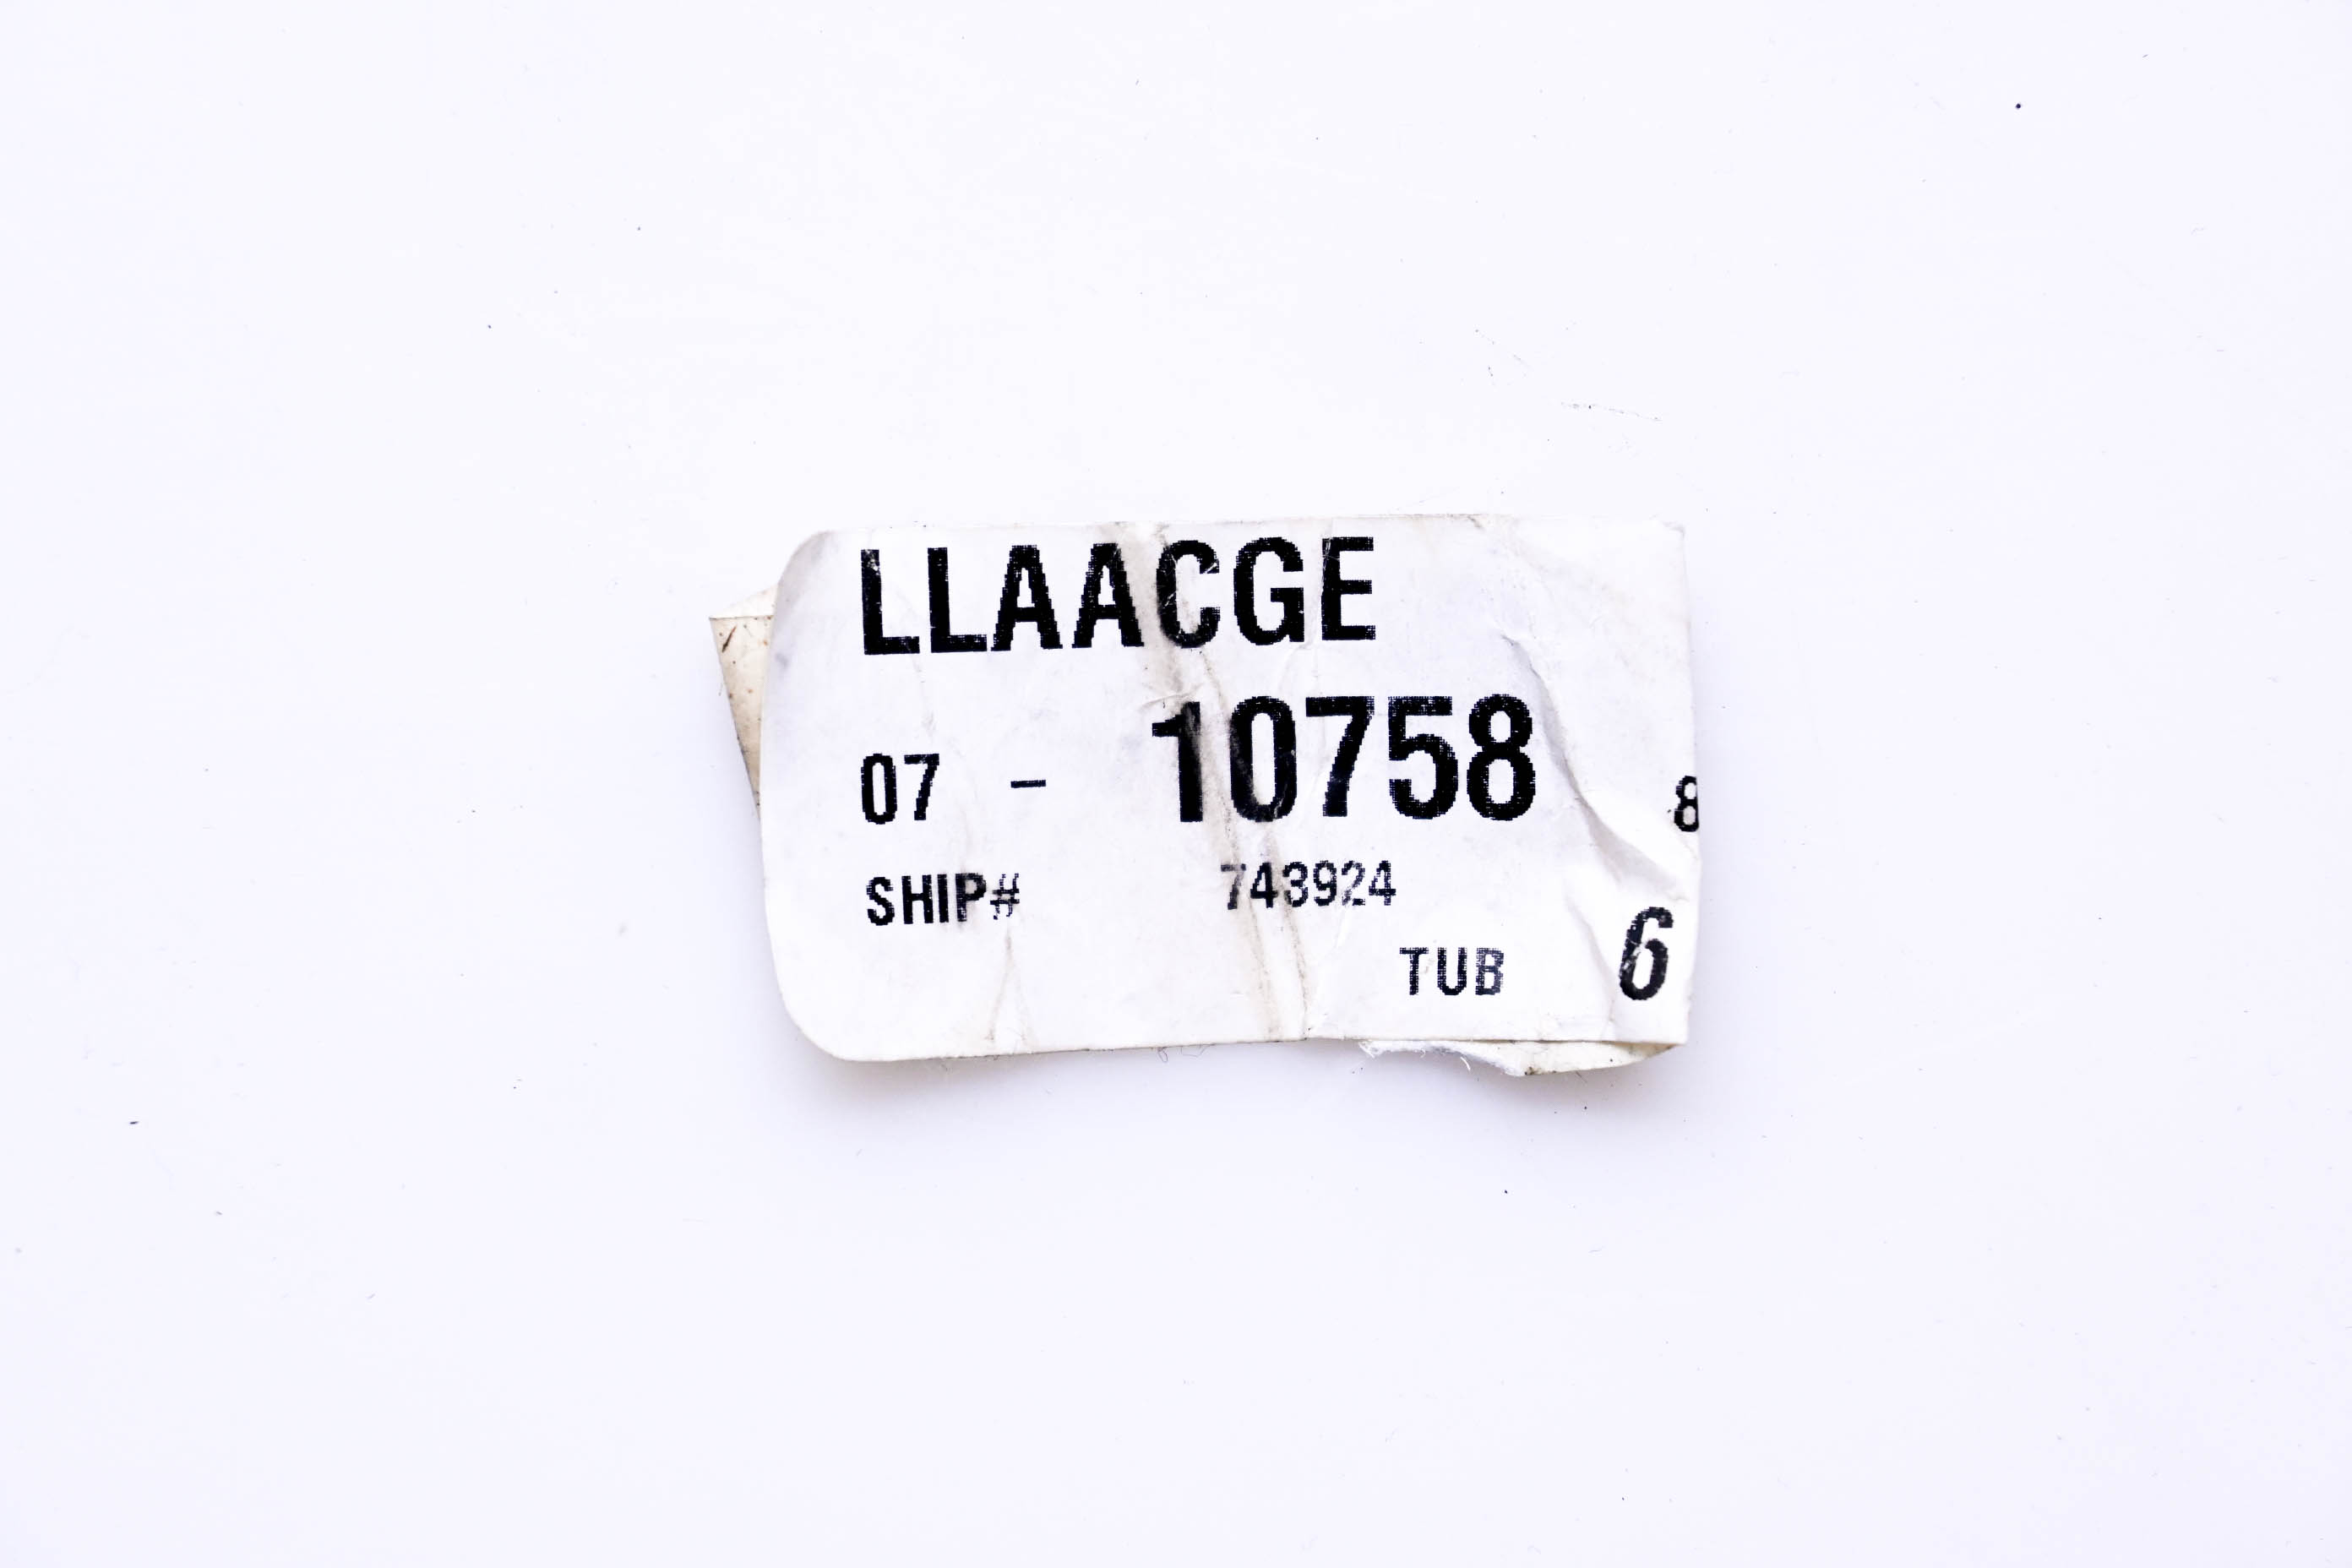 LLAACGE
07 - 10758 8
SHIP# 743924
TUB 6